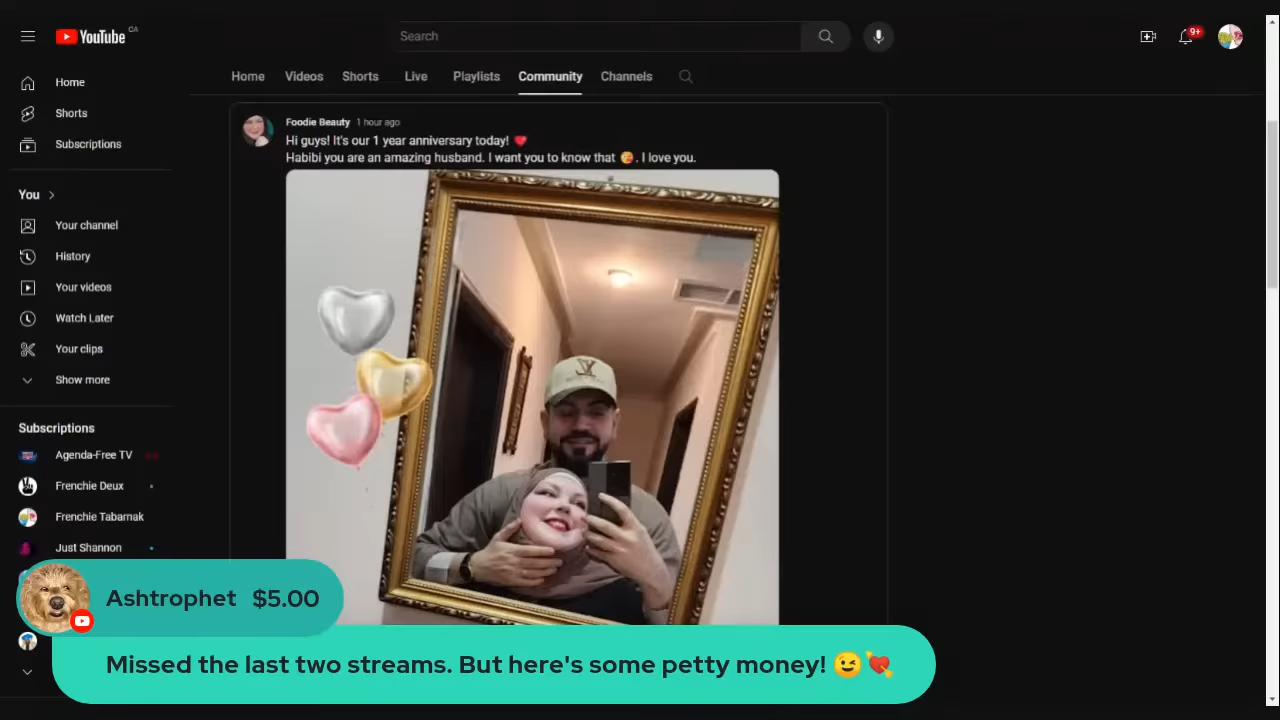 YouTube CA
Search
9+
Home
Shorts
Subscriptions
You
Your channel
History
Your videos
Watch Later
Your clips
Show more
Subscriptions
Agenda-Free TV
Frenchie Deux
Frenchie Tabarnak
Just Shannon
Home Videos Shorts Live Playlists Community Channels
Foodie Beauty 1 hour ago
Hi guys! It's our 1 year anniversary today! ❤️
Habibi you are an amazing husband. I want you to know that 😘. I love you.
Ashtrophet $5.00
Missed the last two streams. But here's some petty money! 😉💘